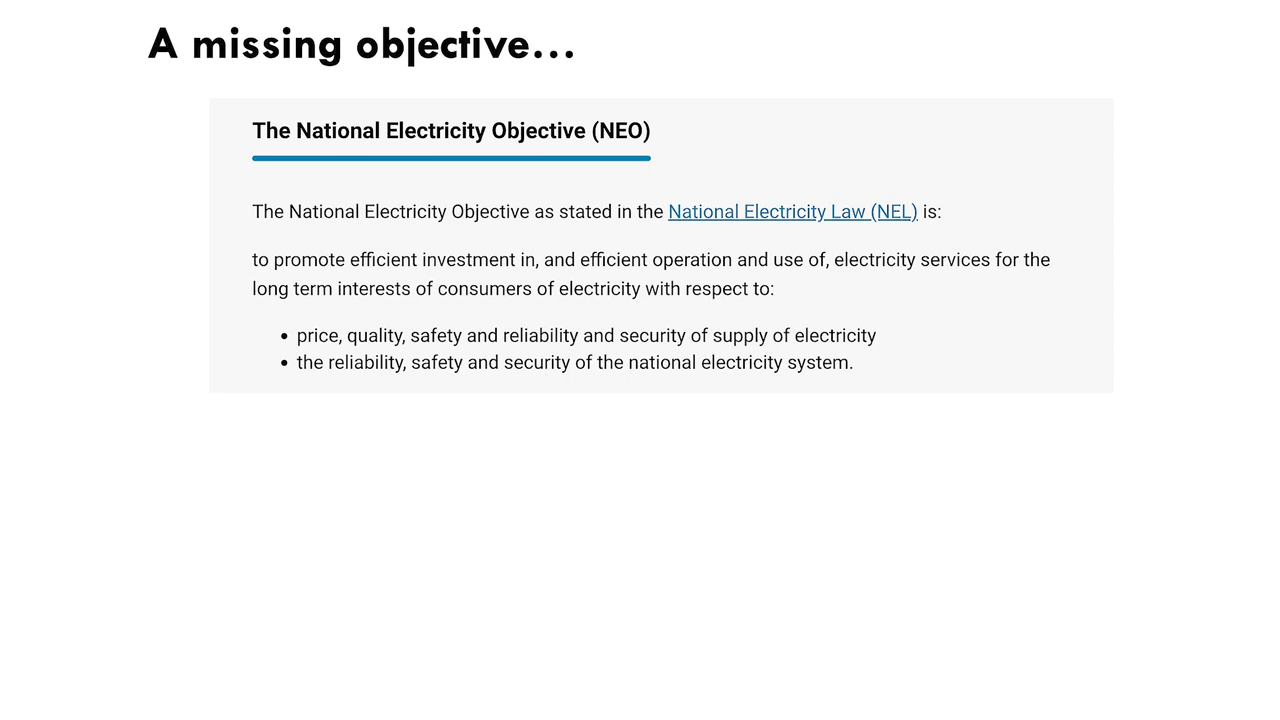 A missing objective...
The National Electricity Objective (NEO)
The National Electricity Objective as stated in the National Electricity Law (NEL) is:
to promote efficient investment in, and efficient operation and use of, electricity services for the
long term interests of consumers of electricity with respect to:
• price, quality, safety and reliability and security of supply of electricity
• the reliability, safety and security of the national electricity system.